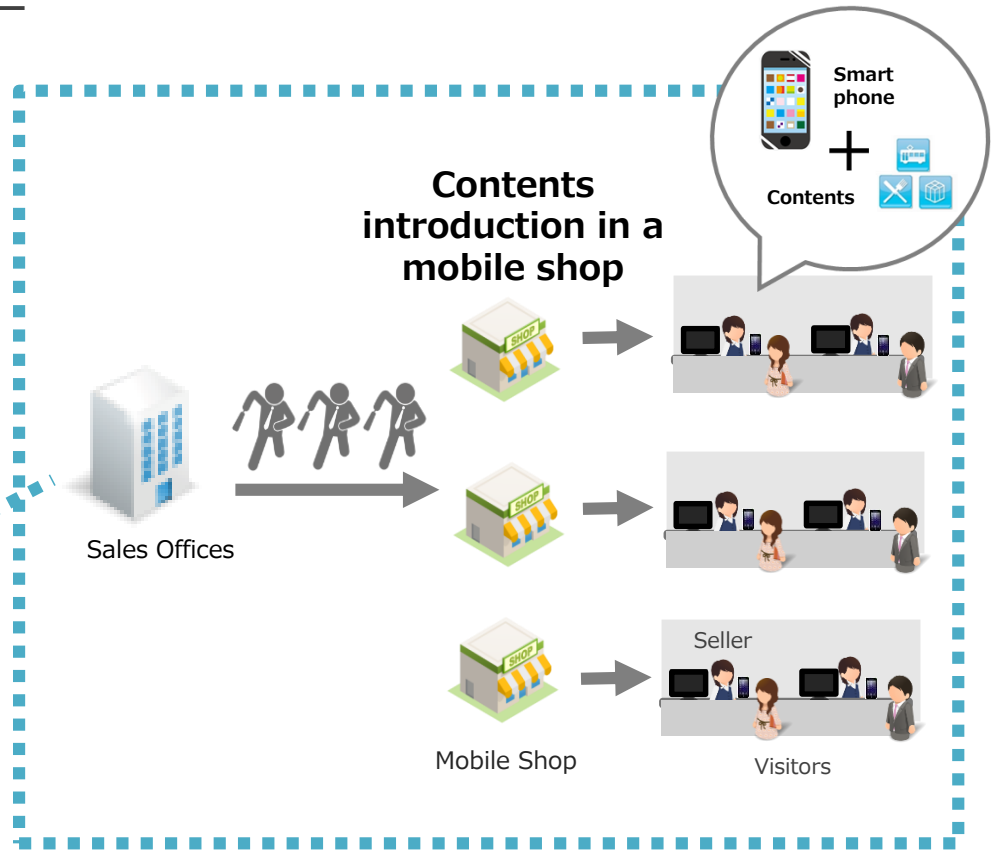 Smart
phone
Contents
Contents
introduction in a
mobile shop
SHOP
SHOP
SHOP
Sales Offices
Seller
Mobile Shop
Visitors